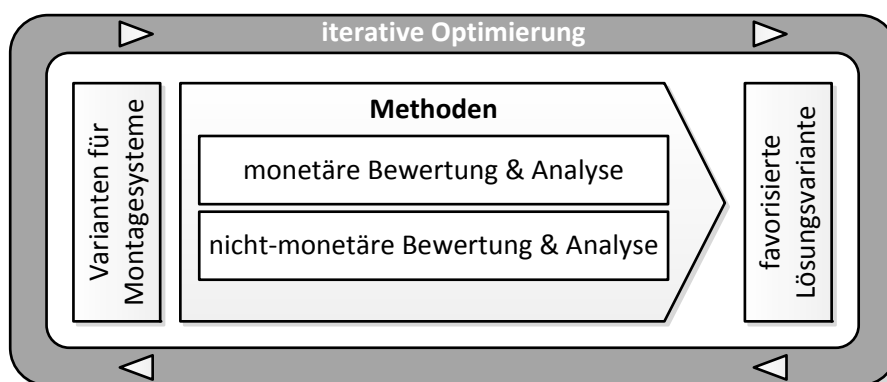 iterative Optimierung
Varianten für
Montagesysteme
Methoden
monetäre Bewertung & Analyse
nicht-monetäre Bewertung & Analyse
favorisierte
Lösungsvariante